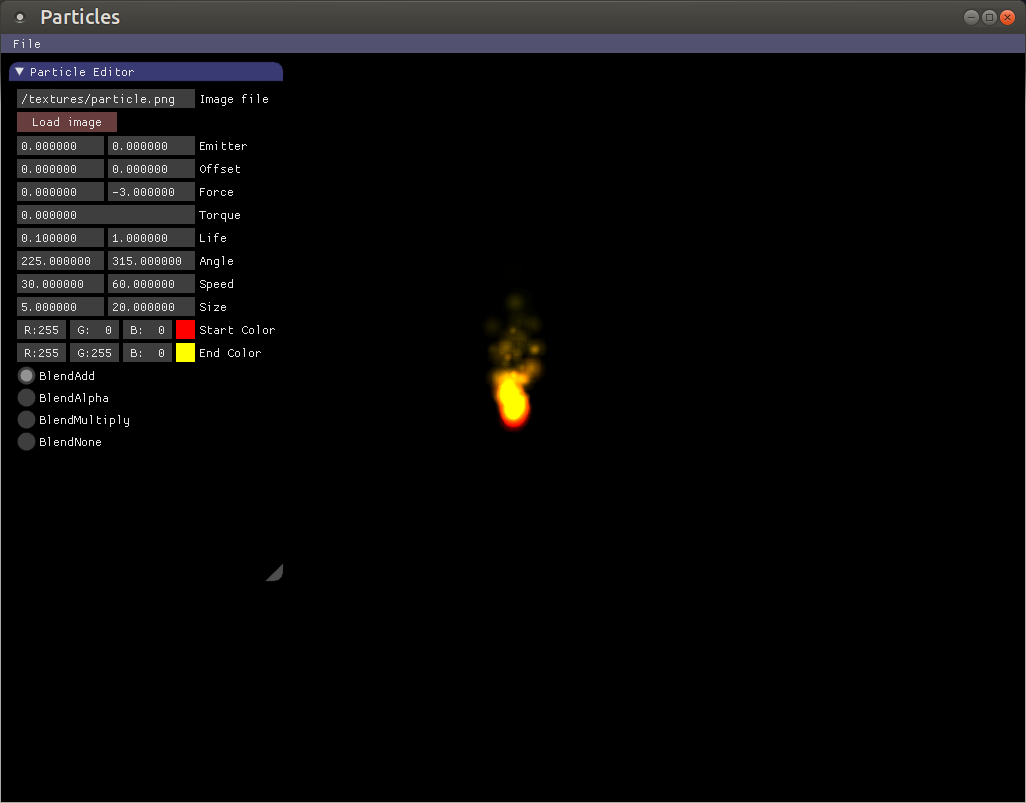 Particles
File
Particle Editor
/textures/particle.png Image file
Load image
0.000000 0.000000 Emitter
0.000000 0.000000 Offset
0.000000 -3.000000 Force
0.000000 Torque
0.100000 1.000000 Life
225.000000 315.000000 Angle
30.000000 60.000000 Speed
5.000000 20.000000 Size
R:255 G: 0 B: 0 Start Color
R:255 G:255 B: 0 End Color
BlendAdd
BlendAlpha
BlendMultiply
BlendNone